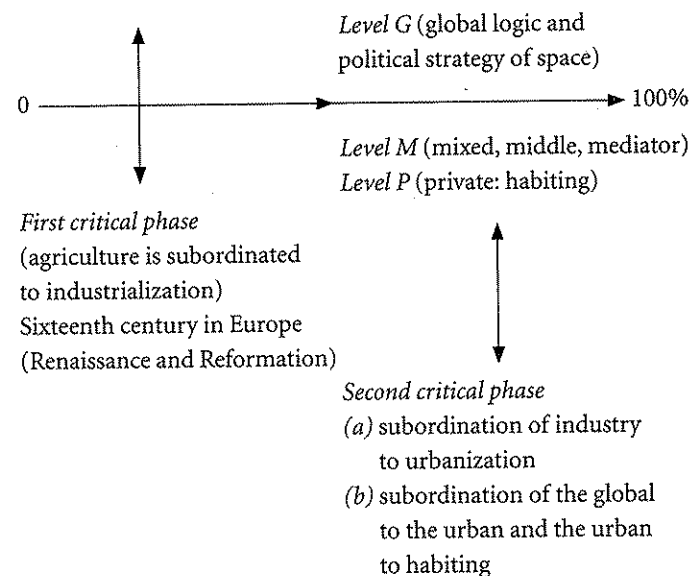 Level G (global logic and
political strategy of space)
0
100%
Level M (mixed, middle, mediator)
Level P (private: habiting)
First critical phase
(agriculture is subordinated
to industrialization)
Sixteenth century in Europe
(Renaissance and Reformation)
Second critical phase
(a) subordination of industry
to urbanization
(b) subordination of the global
to the urban and the urban
to habiting